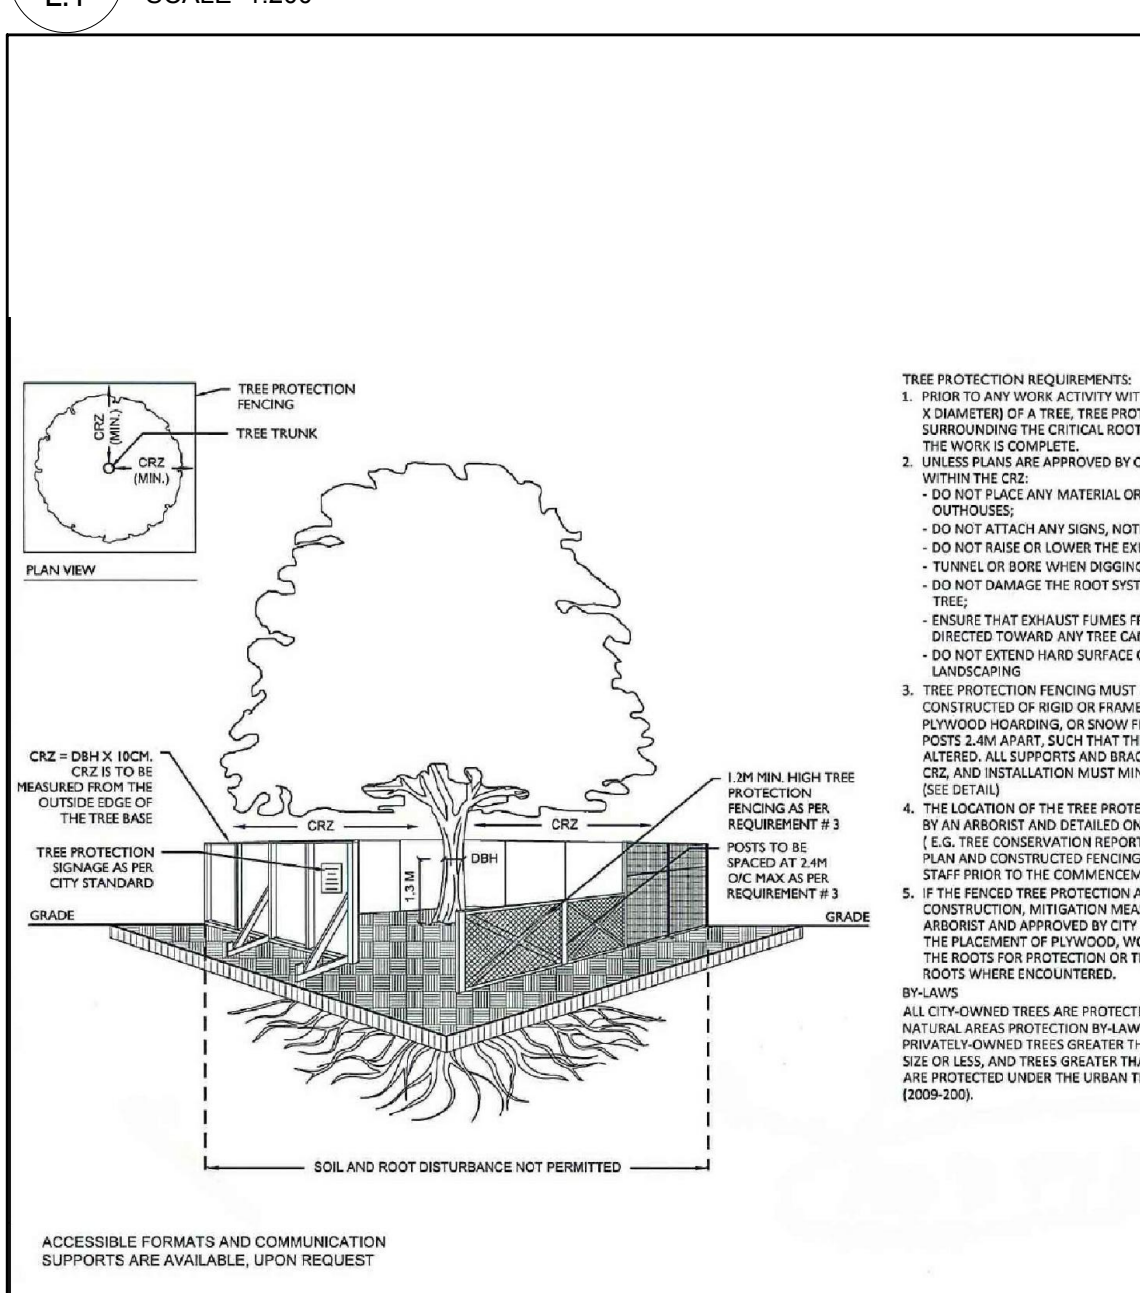 SCALE 1:200
TREE PROTECTION
FENCING
TREE TRUNK
CRZ
(MIN.)
CRZ
(MIN.)
PLAN VIEW
CRZ = DBH X 10CM.
CRZ IS TO BE
MEASURED FROM THE
OUTSIDE EDGE OF
THE TREE BASE
TREE PROTECTION
SIGNAGE AS PER
CITY STANDARD
GRADE
CRZ
CRZ
DBH
1.3 M
1.2M MIN. HIGH TREE
PROTECTION
FENCING AS PER
REQUIREMENT # 3
POSTS TO BE
SPACED AT 2.4M
O/C MAX AS PER
REQUIREMENT # 3
GRADE
SOIL AND ROOT DISTURBANCE NOT PERMITTED
ACCESSIBLE FORMATS AND COMMUNICATION
SUPPORTS ARE AVAILABLE, UPON REQUEST
TREE PROTECTION REQUIREMENTS:
1. PRIOR TO ANY WORK ACTIVITY WIT
X DIAMETER) OF A TREE, TREE PROT
SURROUNDING THE CRITICAL ROOT
THE WORK IS COMPLETE.
2. UNLESS PLANS ARE APPROVED BY C
WITHIN THE CRZ:
- DO NOT PLACE ANY MATERIAL OR
OUTHOUSES;
- DO NOT ATTACH ANY SIGNS, NOT
- DO NOT RAISE OR LOWER THE EXI
- TUNNEL OR BORE WHEN DIGGING
- DO NOT DAMAGE THE ROOT SYST
TREE;
- ENSURE THAT EXHAUST FUMES F
DIRECTED TOWARD ANY TREE CA
- DO NOT EXTEND HARD SURFACE
LANDSCAPING
3. TREE PROTECTION FENCING MUST
CONSTRUCTED OF RIGID OR FRAME
PLYWOOD HOARDING, OR SNOW F
POSTS 2.4M APART, SUCH THAT TH
ALTERED. ALL SUPPORTS AND BRAC
CRZ, AND INSTALLATION MUST MIN
(SEE DETAIL)
4. THE LOCATION OF THE TREE PROTE
BY AN ARBORIST AND DETAILED ON
( E.G. TREE CONSERVATION REPORT
PLAN AND CONSTRUCTED FENCING
STAFF PRIOR TO THE COMMENCEM
5. IF THE FENCED TREE PROTECTION A
CONSTRUCTION, MITIGATION MEA
ARBORIST AND APPROVED BY CITY
THE PLACEMENT OF PLYWOOD, WO
THE ROOTS FOR PROTECTION OR T
ROOTS WHERE ENCOUNTERED.
BY-LAWS
ALL CITY-OWNED TREES ARE PROTECT
NATURAL AREAS PROTECTION BY-LAW
PRIVATELY-OWNED TREES GREATER TH
SIZE OR LESS, AND TREES GREATER THA
ARE PROTECTED UNDER THE URBAN T
(2009-200).